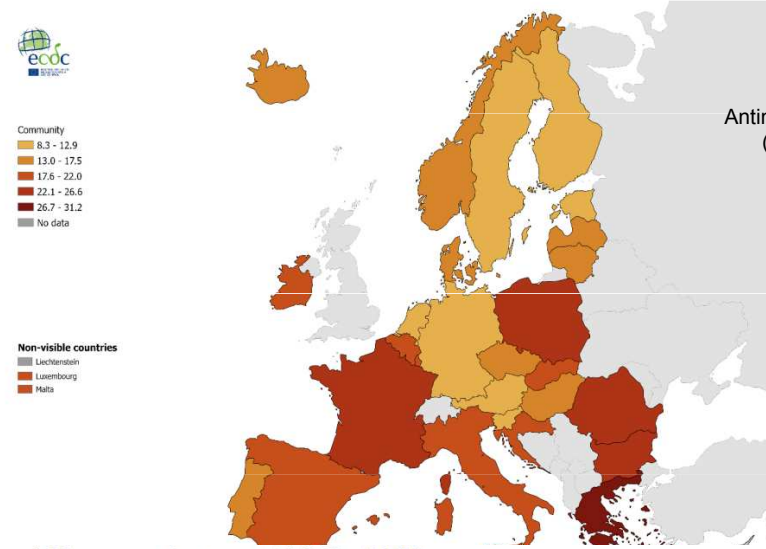 ecdc
Community
8.3 - 12.9
13.0 - 17.5
17.6 - 22.0
22.1 - 26.6
26.7 - 31.2
No data
Antir
(
Non-visible countries
Liechtenstein
Luxembourg
Malta